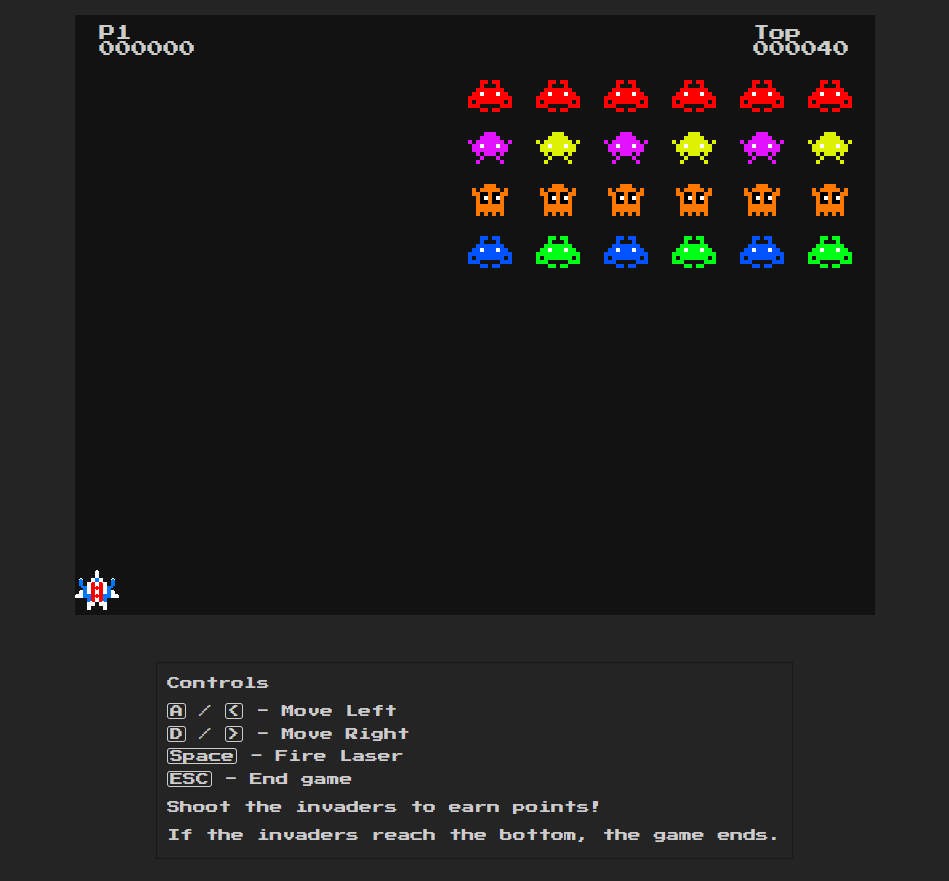 P1
000000
Top
000040
Controls
A / < - Move Left
D / > - Move Right
Space - Fire Laser
ESC - End game
Shoot the invaders to earn points!
If the invaders reach the bottom, the game ends.